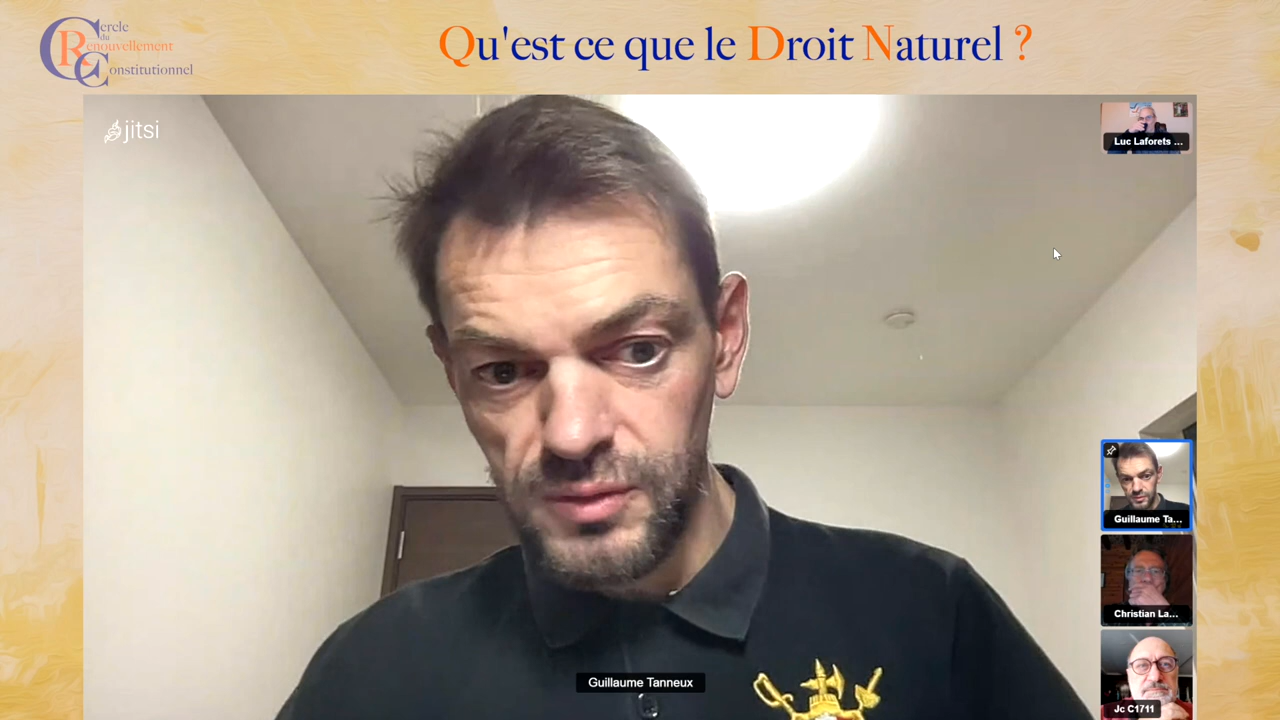 Cercle
du
Renouvellement
Constitutionnel
Qu'est ce que le Droit Naturel ?
jitsi
Luc Laforets ...
Guillaume Ta...
Christian La...
Jc C1711
Guillaume Tanneux